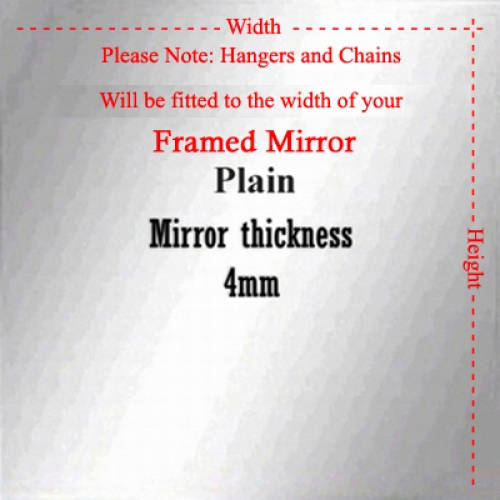 Width
Please Note: Hangers and Chains
Will be fitted to the width of your
Framed Mirror
Plain
Mirror thickness
4mm
Height